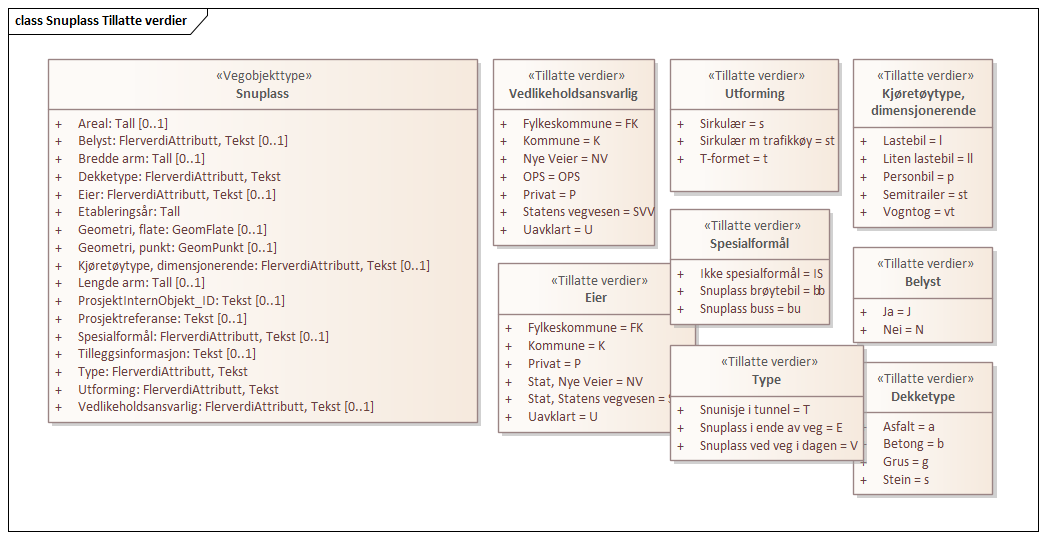 class Snuplass Tillatte verdier
«Vegobjekttype»
Snuplass
+ Areal: Tall [0..1]
+ Belyst: FlerverdiAttributt, Tekst [0..1]
+ Bredde arm: Tall [0..1]
+ Dekketype: FlerverdiAttributt, Tekst
+ Eier: FlerverdiAttributt, Tekst [0..1]
+ Etableringsår: Tall
+ Geometri, flate: GeomFlate [0..1]
+ Geometri, punkt: GeomPunkt [0..1]
+ Kjøretøytype, dimensjonerende: FlerverdiAttributt, Tekst [0..1]
+ Lengde arm: Tall [0..1]
+ ProsjektInternObjekt_ID: Tekst [0..1]
+ Prosjektreferanse: Tekst [0..1]
+ Spesialformål: FlerverdiAttributt, Tekst [0..1]
+ Tilleggsinformasjon: Tekst [0..1]
+ Type: FlerverdiAttributt, Tekst
+ Utforming: FlerverdiAttributt, Tekst
+ Vedlikeholdsansvarlig: FlerverdiAttributt, Tekst [0..1]
«Tillatte verdier»
Vedlikeholdsansvarlig
+ Fylkeskommune = FK
+ Kommune = K
+ Nye Veier = NV
+ OPS = OPS
+ Privat = P
+ Statens vegvesen = SVV
+ Uavklart = U
«Tillatte verdier»
Eier
+ Fylkeskommune = FK
+ Kommune = K
+ Privat = P
+ Stat, Nye Veier = NV
+ Stat, Statens vegvesen =
+ Uavklart = U
«Tillatte verdier»
Utforming
+ Sirkulær = s
+ Sirkulær m trafikkøy = st
+ T-formet = t
«Tillatte verdier»
Spesialformål
+ Ikke spesialformål = IS
+ Snuplass brøytebil = bb
+ Snuplass buss = bu
«Tillatte verdier»
Type
+ Snunisje i tunnel = T
+ Snuplass i ende av veg = E
+ Snuplass ved veg i dagen = V
«Tillatte verdier»
Kjøretøytype,
dimensjonerende
+ Lastebil = l
+ Liten lastebil = ll
+ Personbil = p
+ Semitrailer = st
+ Vogntog = vt
«Tillatte verdier»
Belyst
+ Ja = J
+ Nei = N
«Tillatte verdier»
Dekketype
+ Asfalt = a
+ Betong = b
+ Grus = g
+ Stein = s